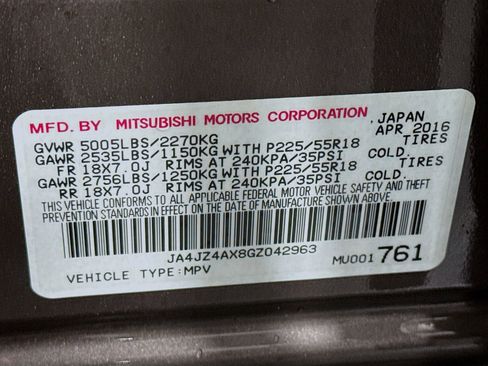 MFD. BY MITSUBISHI MOTORS CORPORATION JAPAN
GVWR 5005LBS/2270KG APR 2016
GAWR 2535LBS/1150KG WITH P225/55R18 TIRES
FR 18X7.0J RIMS AT 240KPA/35PSI COLD.
GAWR 2756LBS/1250KG WITH P225/55R18 TIRES
RR 18X7.0J RIMS AT 240KPA/35PSI COLD.
THIS VEHICLE CONFORMS TO ALL APPLICABLE FEDERAL MOTOR VEHICLE SAFETY AND THEFT
PREVENTION STANDARDS IN EFFECT ON THE DATE OF MANUFACTURE SHOWN ABOVE.
JA4JZ4AX8GZ042963
VEHICLE TYPE:MPV MU001 761